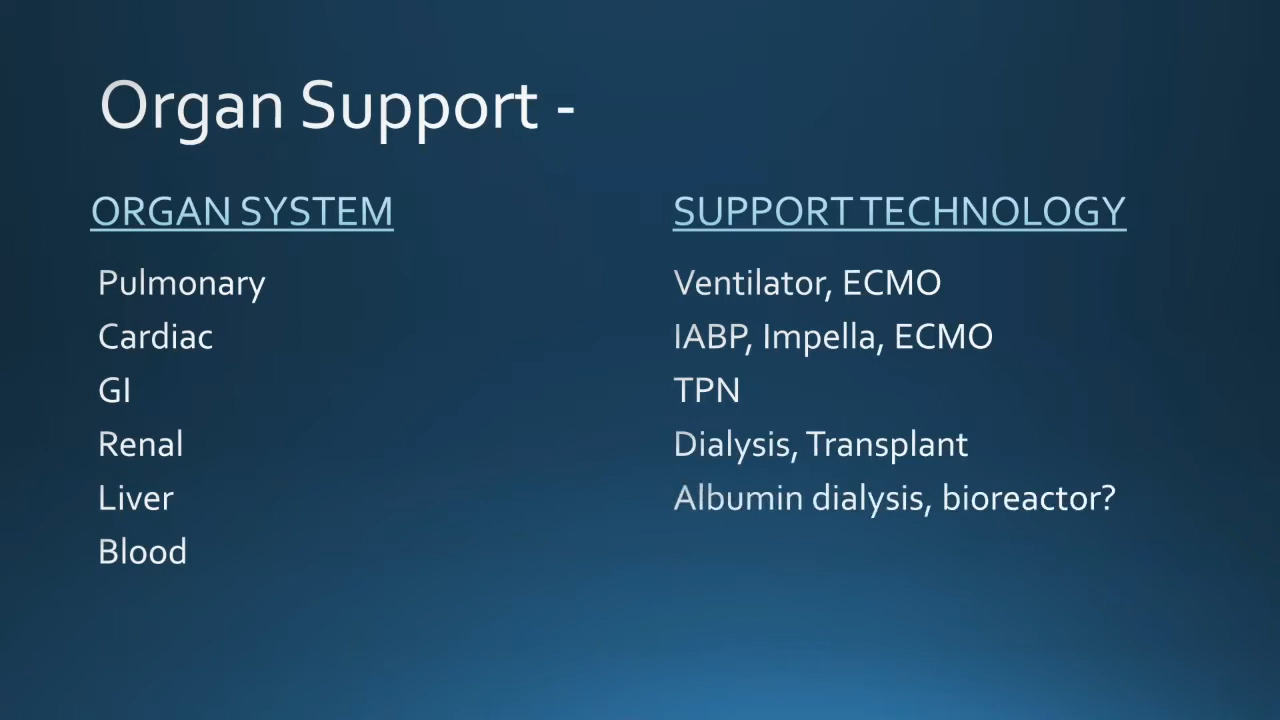 Organ Support -
ORGAN SYSTEM
Pulmonary
Cardiac
GI
Renal
Liver
Blood
SUPPORT TECHNOLOGY
Ventilator, ECMO
IABP, Impella, ECMO
TPN
Dialysis, Transplant
Albumin dialysis, bioreactor?